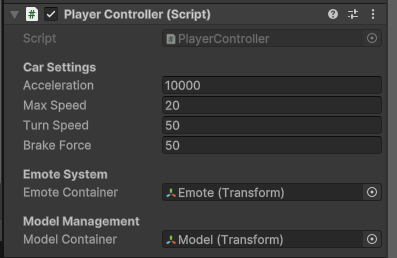 Player Controller (Script)
Script PlayerController
Car Settings
Acceleration 10000
Max Speed 20
Turn Speed 50
Brake Force 50
Emote System
Emote Container Emote (Transform)
Model Management
Model Container Model (Transform)